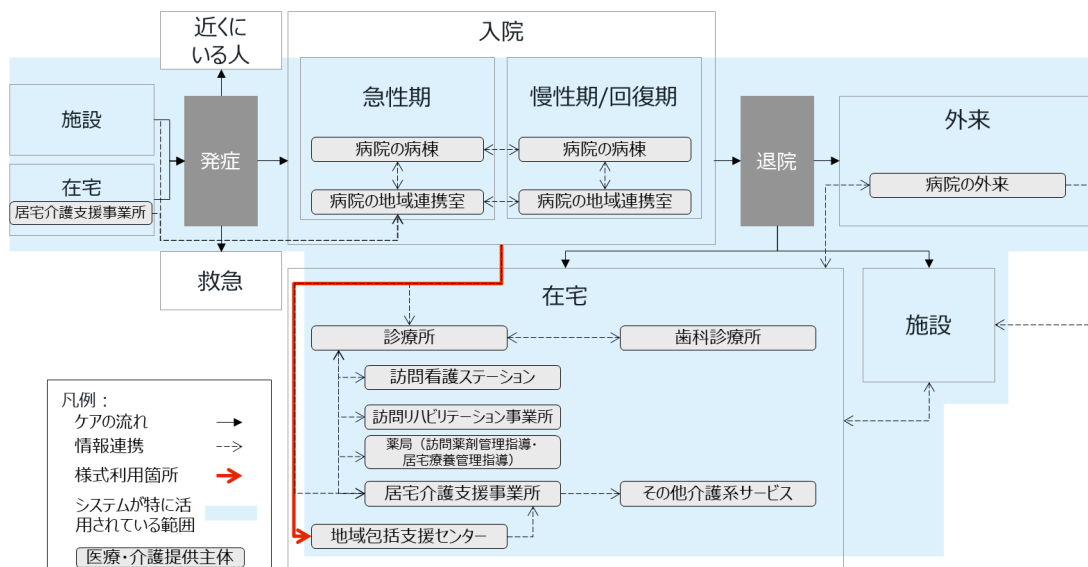 近くに
いる人
入院
急性期
慢性期/回復期
施設
発症
病院の病棟
病院の病棟
退院
外来
在宅
居宅介護支援事業所
病院の地域連携室
病院の地域連携室
病院の外来
救急
在宅
施設
診療所
歯科診療所
訪問看護ステーション
訪問リハビリテーション事業所
薬局（訪問薬剤管理指導・
居宅療養管理指導）
居宅介護支援事業所
その他介護系サービス
地域包括支援センター
凡例：
ケアの流れ
情報連携
様式利用箇所
システムが特に活
用されている範囲
医療・介護提供主体